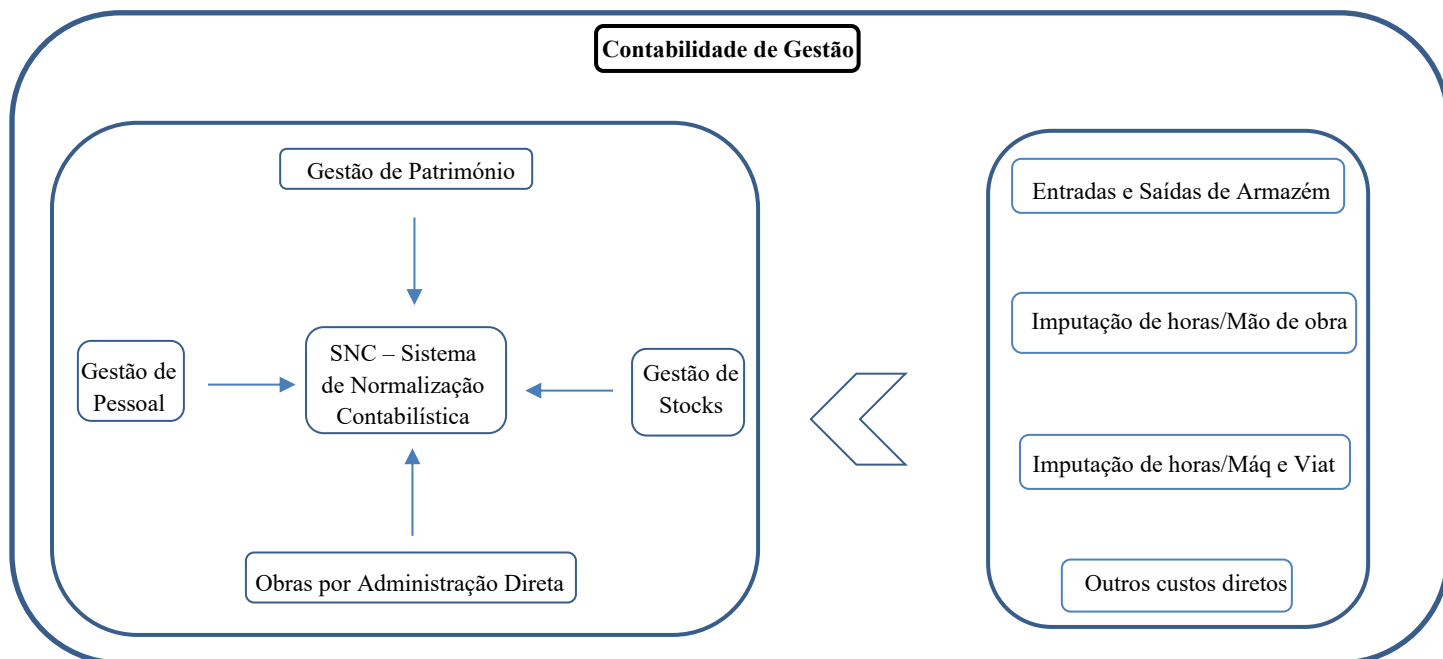 Contabilidade de Gestão
Gestão de Património
Gestão de
Pessoal
SNC – Sistema
de Normalização
Contabilística
Gestão de
Stocks
Obras por Administração Direta
Entradas e Saídas de Armazém
Imputação de horas/Mão de obra
Imputação de horas/Máq e Viat
Outros custos diretos